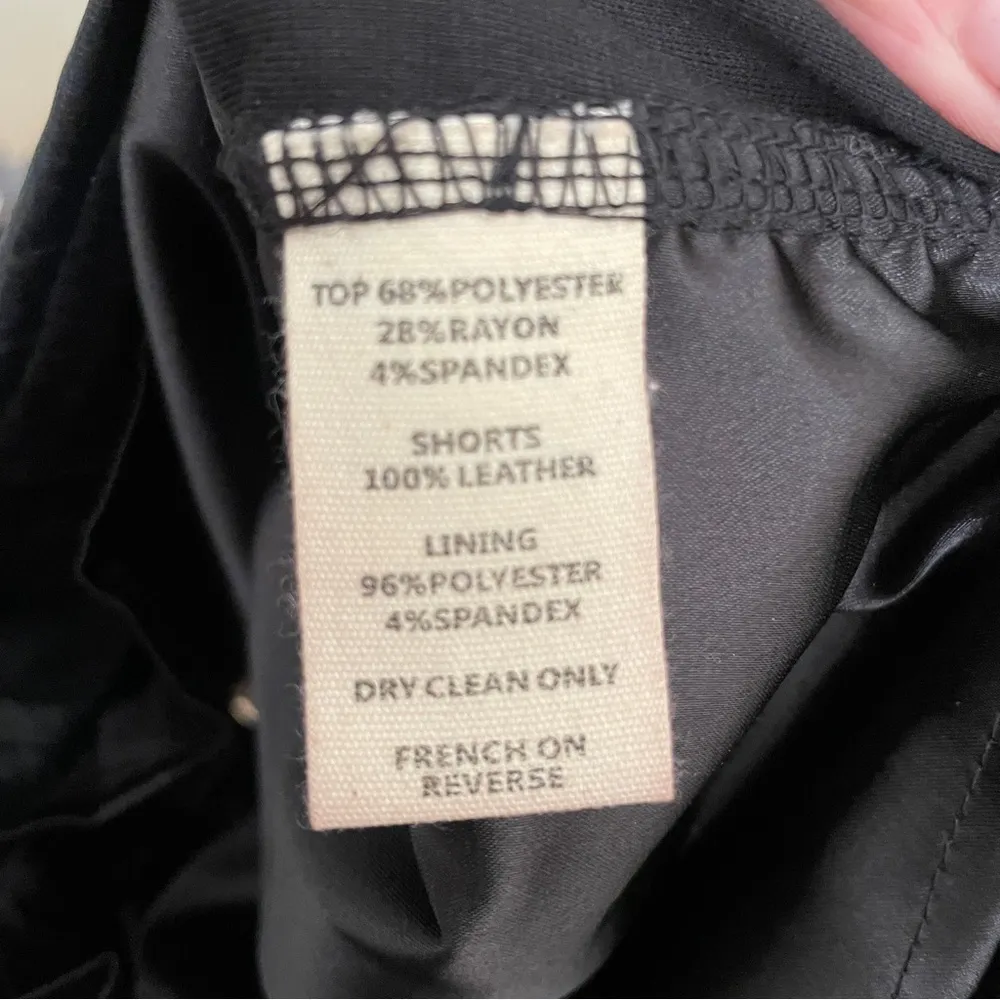 TOP 68%POLYESTER
28%RAYON
4%SPANDEX
SHORTS
100% LEATHER
LINING
96%POLYESTER
4%SPANDEX
DRY CLEAN ONLY
FRENCH ON
REVERSE